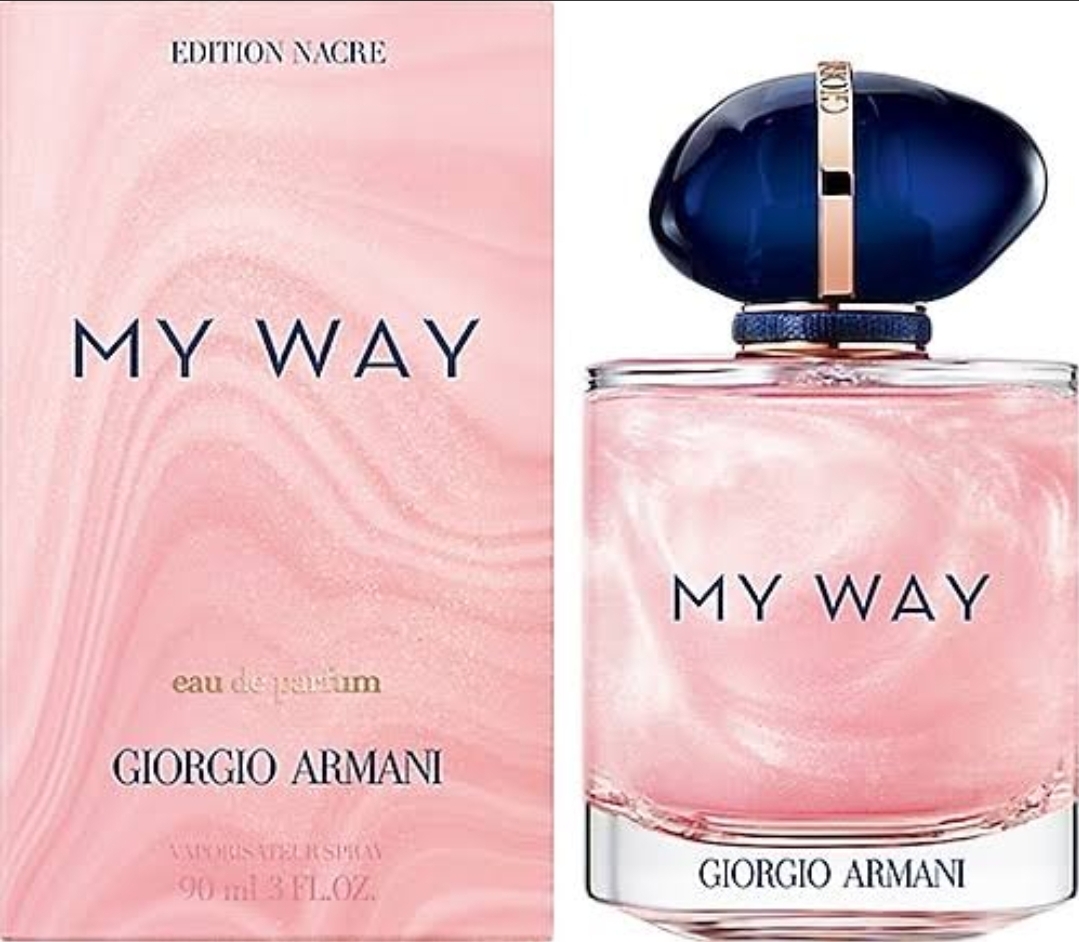 EDITION NACRE
MY WAY
eau de parfum
GIORGIO ARMANI
VAPORISATEUR SPRAY
90 ml 3 FL.OZ.
MY WAY
GIORGIO ARMANI